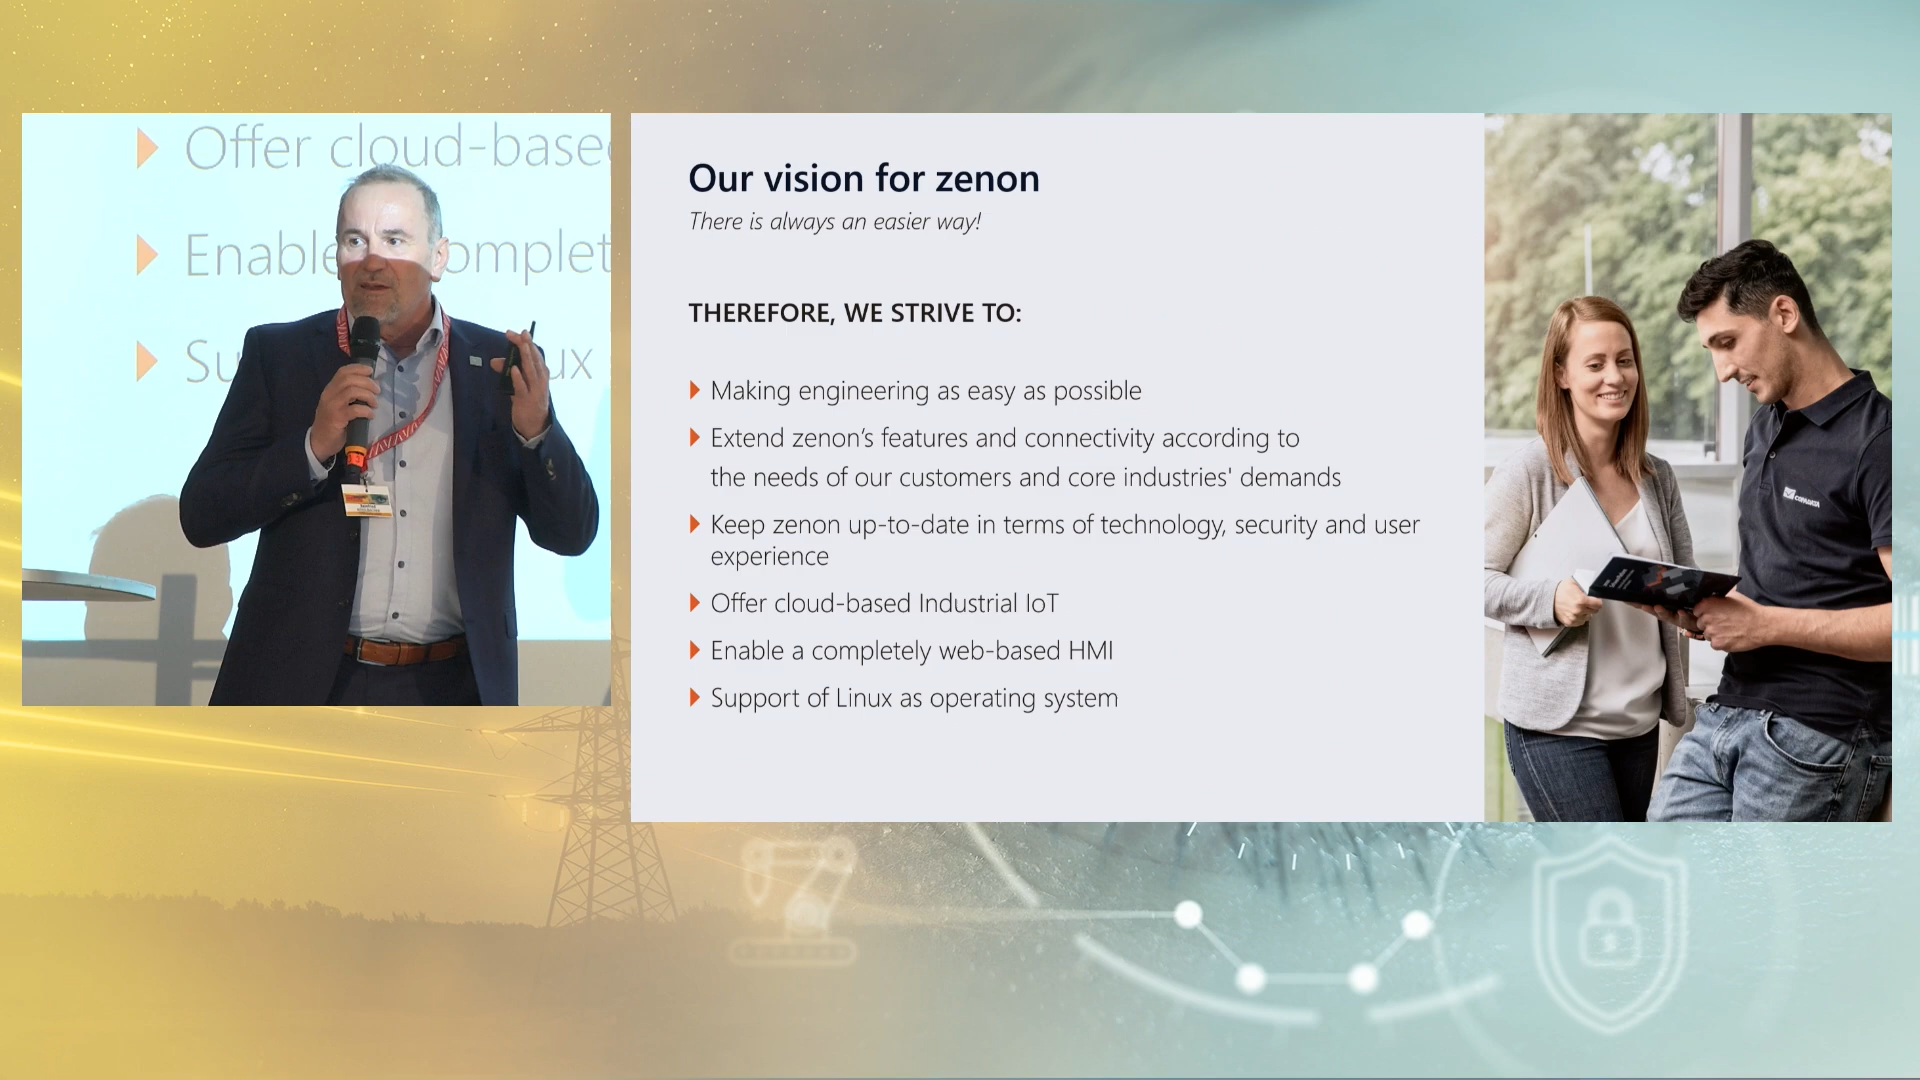 Offer cloud-base
Enable omplet
Su ux
Our vision for zenon
There is always an easier way!
THEREFORE, WE STRIVE TO:
Making engineering as easy as possible
Extend zenon's features and connectivity according to
the needs of our customers and core industries' demands
Keep zenon up-to-date in terms of technology, security and user
experience
Offer cloud-based Industrial IoT
Enable a completely web-based HMI
Support of Linux as operating system
COPADATA